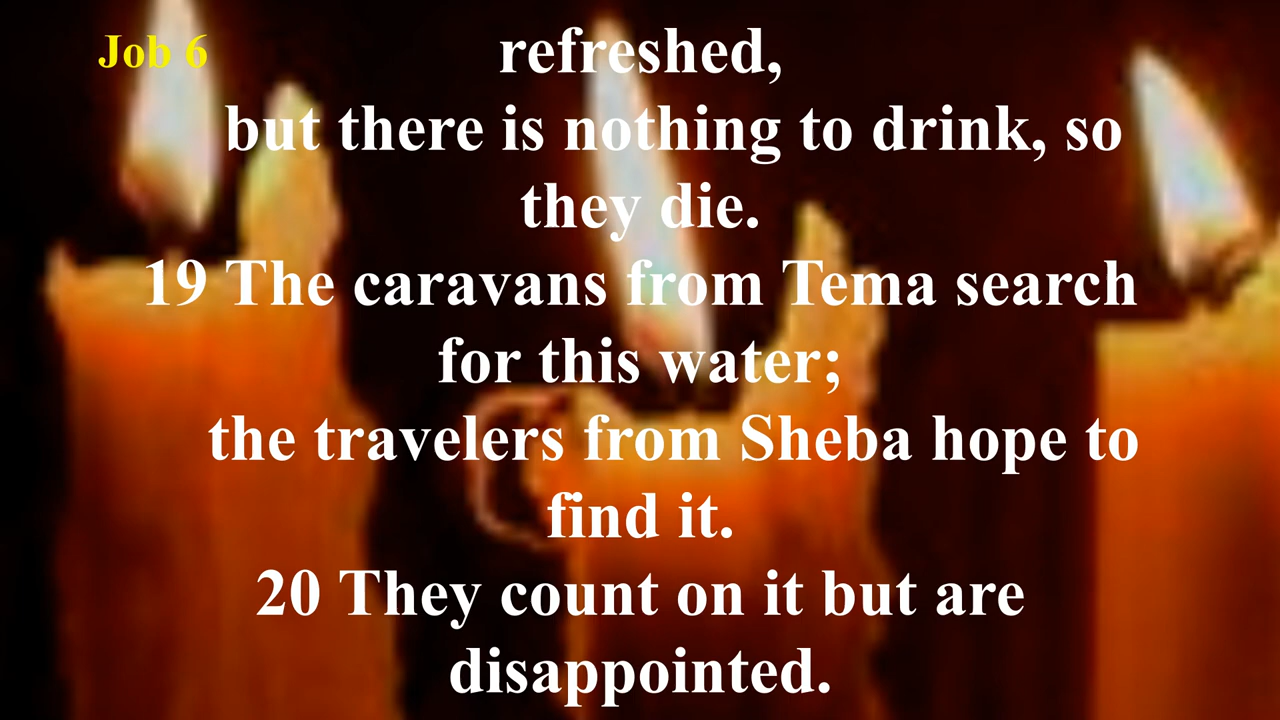 Job 6
refreshed,
but there is nothing to drink, so
they die.
19 The caravans from Tema search
for this water;
the travelers from Sheba hope to
find it.
20 They count on it but are
disappointed.